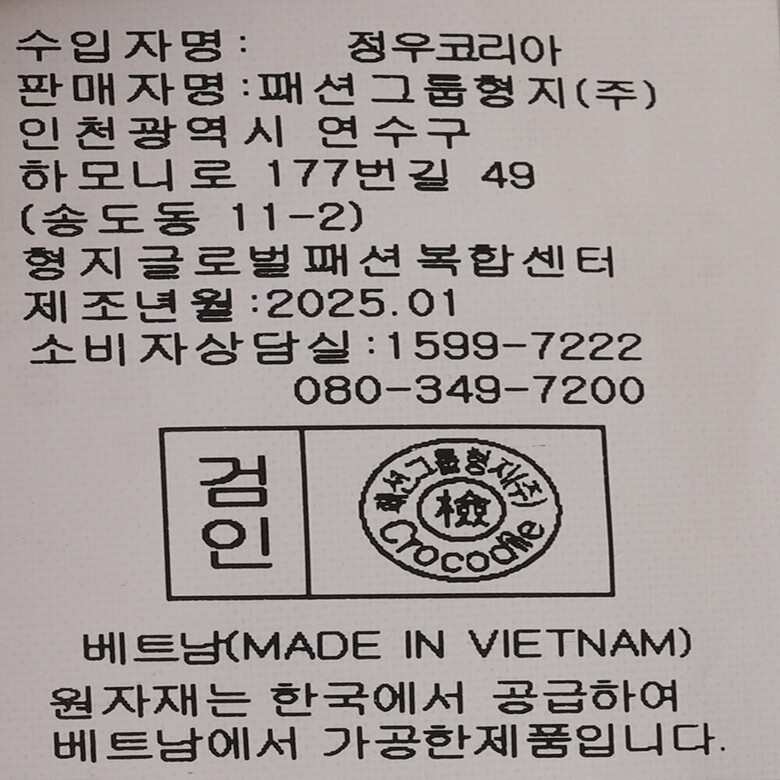 수입자명: 정우코리아
판매자명:패션그룹형지(주)
인천광역시 연수구
하모니로 177번길 49
(송도동 11-2)
형지글로벌패션복합센터
제조년월:2025.01
소비자상담실:1599-7222
080-349-7200
검인
패션그룹형지(주)
檢
Crocodile
베트남(MADE IN VIETNAM)
원자재는 한국에서 공급하여
베트남에서 가공한제품입니다.